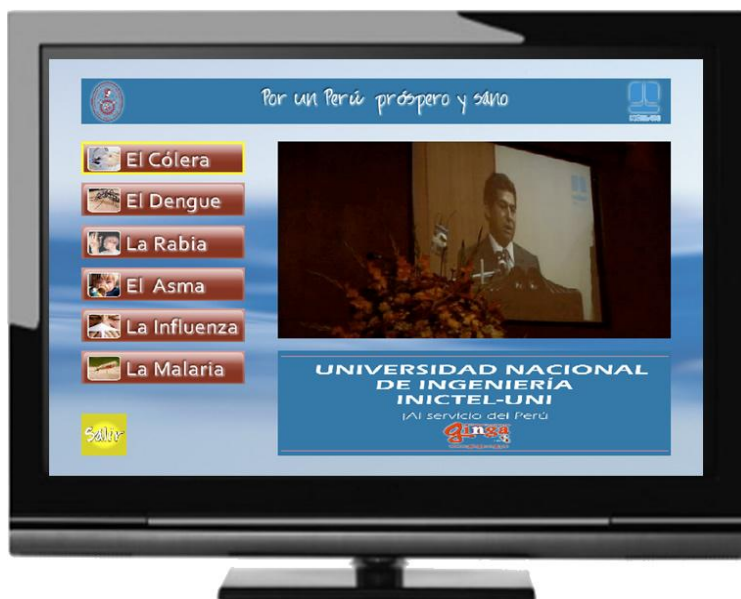 Por un Perú próspero y sano
El Cólera
El Dengue
La Rabia
El Asma
La Influenza
La Malaria
Salir
UNIVERSIDAD NACIONAL
DE INGENIERÍA
INICTEL-UNI
¡Al servicio del Perú
ginga